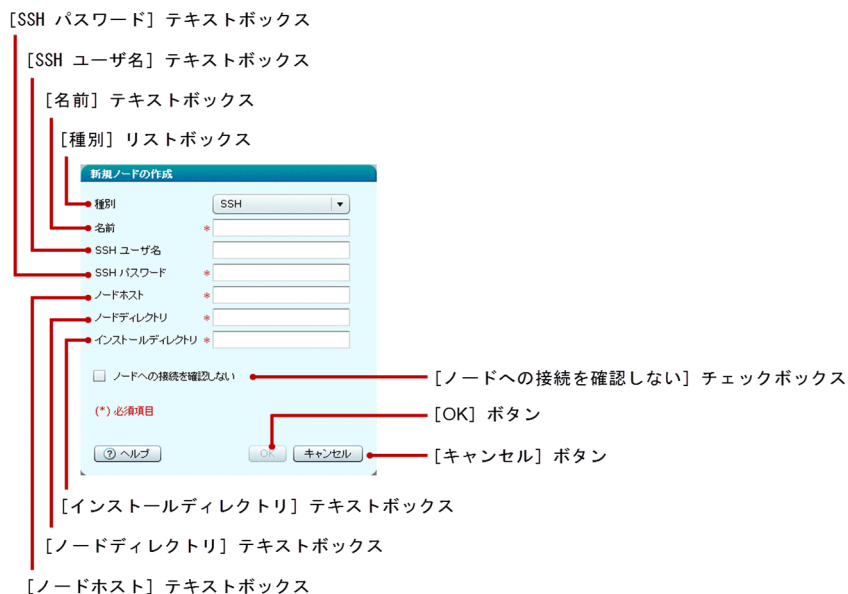 [SSH パスワード] テキストボックス
[SSH ユーザ名] テキストボックス
[名前] テキストボックス
[種別] リストボックス
新規ノードの作成
種別 SSH
名前 *
SSH ユーザ名
SSH パスワード *
ノードホスト *
ノードディレクトリ *
インストールディレクトリ *
ノードへの接続を確認しない
[ノードへの接続を確認しない] チェックボックス
(*) 必須項目
[OK] ボタン
? ヘルプ OK キャンセル
[キャンセル] ボタン
[インストールディレクトリ] テキストボックス
[ノードディレクトリ] テキストボックス
[ノードホスト] テキストボックス